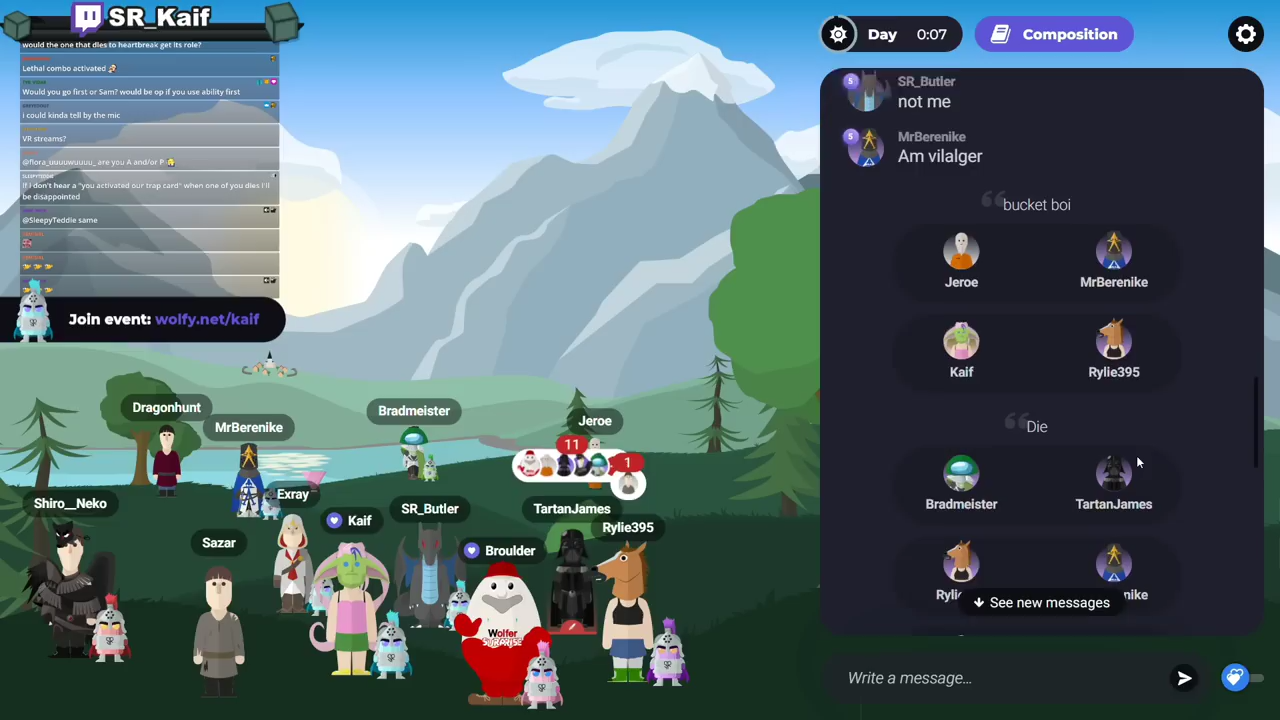 SR_Kaif
would the one that dies to heartbreak get its role?
Lethal combo activated
Would you go first or Sam? would be op if you use ability first
i could kinda tell by the mic
VR streams?
@flora_uuuuwuuuu_ are you A and/or P
If i don't hear a "you activated our trap card" when one of you dies I'll
be disappointed
@SleepyTeddie same
Join event: wolfy.net/kaif
Day 0:07
Composition
5
SR_Butler
not me
5
MrBerenike
Am vilalger
bucket boi
Jeroe
MrBerenike
Kaif
Rylie395
Die
Bradmeister
TartanJames
See new messages
Write a message...
Dragonhunt
MrBerenike
Bradmeister
Jeroe
11
1
Shiro__Neko
Exray
Kaif
SR_Butler
TartanJames
Rylie395
Sazar
Broulder
Wolfer
SURPRISE